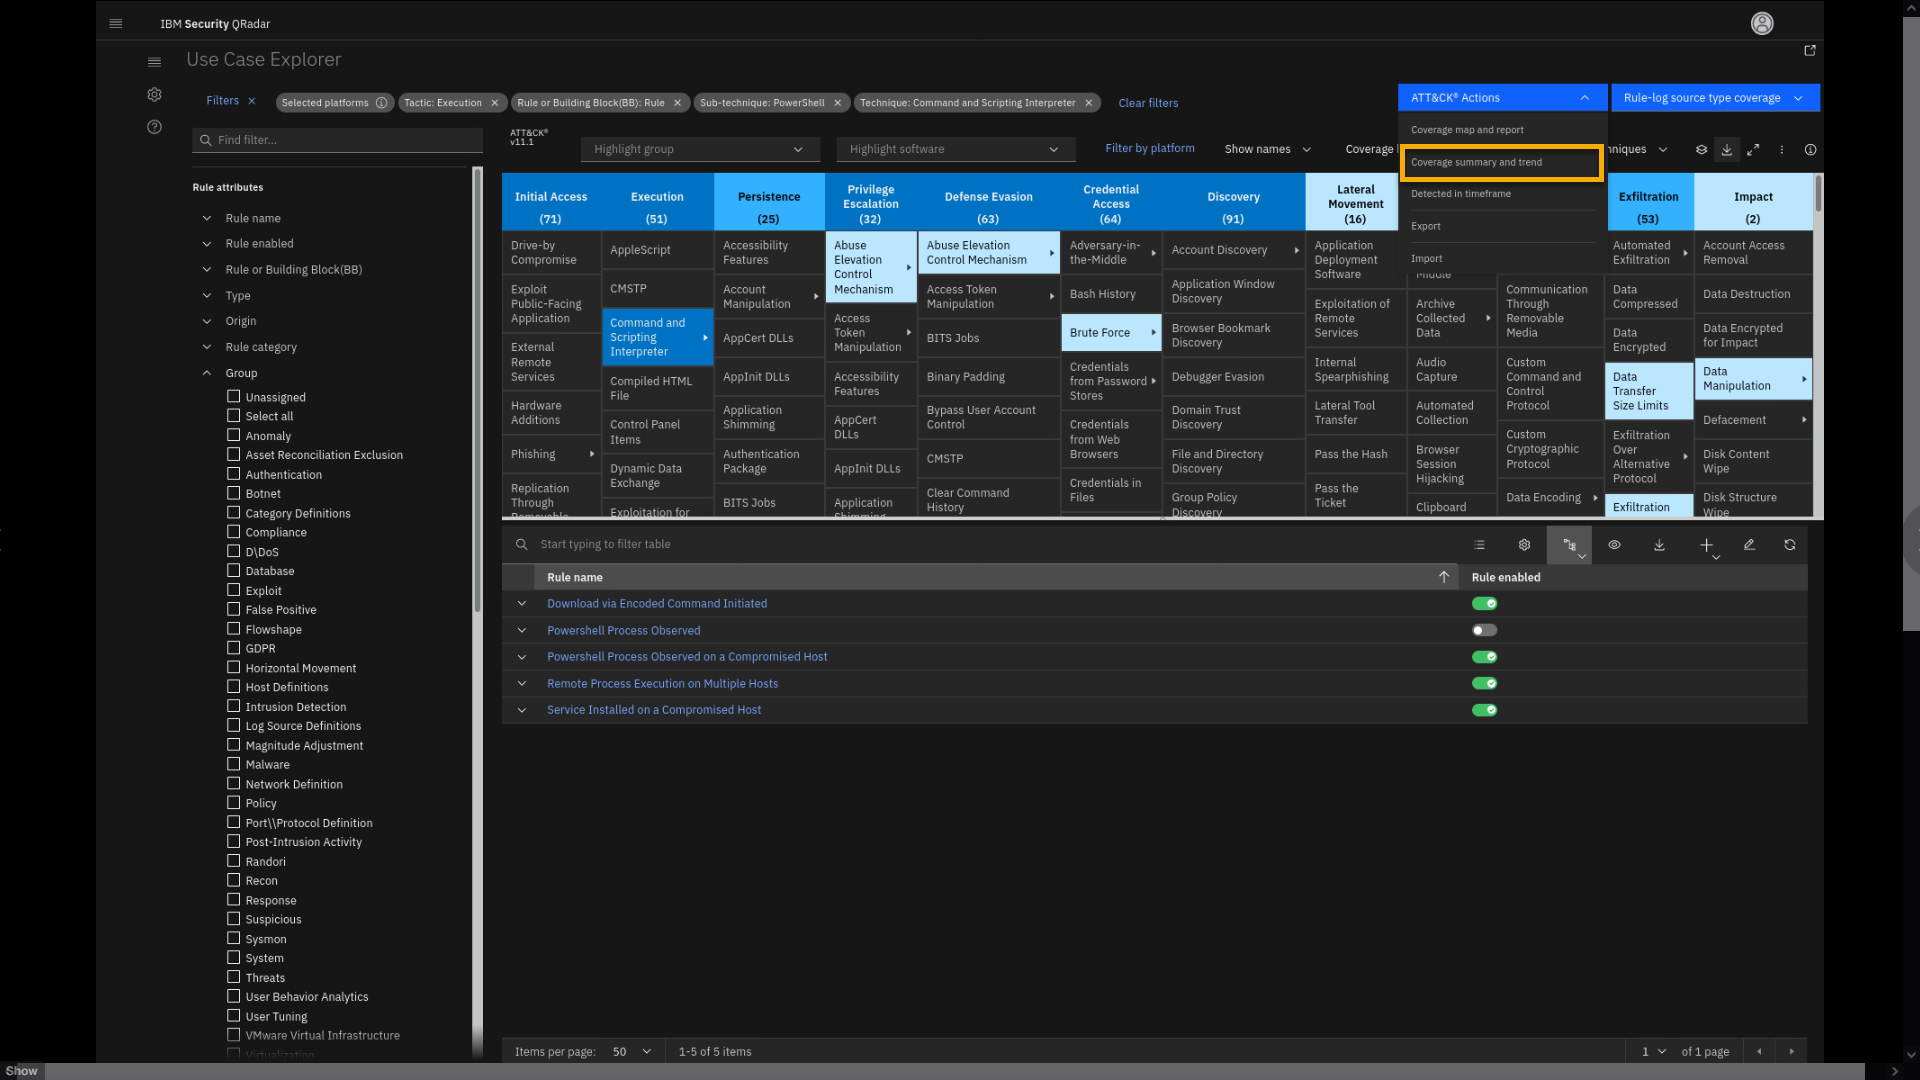 IBM Security QRadar
Use Case Explorer
Filters
Selected platforms
Tactic: Execution
Rule or Building Block(BB): Rule
Sub-technique: PowerShell
Technique: Command and Scripting Interpreter
Clear filters
ATT&CK® Actions
Rule-log source type coverage
Coverage map and report
Coverage summary and trend
Detected in timeframe
Export
Import
Find filter...
ATT&CK®
v11.1
Highlight group
Highlight software
Filter by platform
Show names
Coverage
Rule attributes
Rule name
Rule enabled
Rule or Building Block(BB)
Type
Origin
Rule category
Group
Unassigned
Select all
Anomaly
Asset Reconciliation Exclusion
Authentication
Botnet
Category Definitions
Compliance
D\DoS
Database
Exploit
False Positive
Flowshape
GDPR
Horizontal Movement
Host Definitions
Intrusion Detection
Log Source Definitions
Magnitude Adjustment
Malware
Network Definition
Policy
Port\\Protocol Definition
Post-Intrusion Activity
Randori
Recon
Response
Suspicious
Sysmon
System
Threats
User Behavior Analytics
User Tuning
VMware Virtual Infrastructure
Virtualization
Initial Access
(71)
Drive-by
Compromise
Exploit
Public-Facing
Application
External
Remote
Services
Hardware
Additions
Phishing
Replication
Through
Removable
Execution
(51)
AppleScript
CMSTP
Command and
Scripting
Interpreter
Compiled HTML
File
Control Panel
Items
Dynamic Data
Exchange
Exploitation for
Persistence
(25)
Accessibility
Features
Account
Manipulation
AppCert DLLs
AppInit DLLs
Application
Shimming
Authentication
Package
BITS Jobs
Privilege
Escalation
(32)
Abuse
Elevation
Control
Mechanism
Access
Token
Manipulation
Accessibility
Features
AppCert
DLLs
AppInit DLLs
Application
Shimming
Defense Evasion
(63)
Abuse Elevation
Control Mechanism
Access Token
Manipulation
BITS Jobs
Binary Padding
Bypass User Account
Control
CMSTP
Clear Command
History
Credential
Access
(64)
Adversary-in-
the-Middle
Bash History
Brute Force
Credentials
from Password
Stores
Credentials
from Web
Browsers
Credentials in
Files
Discovery
(91)
Account Discovery
Application Window
Discovery
Browser Bookmark
Discovery
Debugger Evasion
Domain Trust
Discovery
File and Directory
Discovery
Group Policy
Discovery
Lateral
Movement
(16)
Application
Deployment
Software
Exploitation of
Remote
Services
Internal
Spearphishing
Lateral Tool
Transfer
Pass the Hash
Pass the
Ticket
Middle
Archive
Collected
Data
Audio
Capture
Automated
Collection
Browser
Session
Hijacking
Clipboard
Communication
Through
Removable
Media
Custom
Command and
Control
Protocol
Custom
Cryptographic
Protocol
Data Encoding
Exfiltration
(53)
Automated
Exfiltration
Data
Compressed
Data
Encrypted
Data
Transfer
Size Limits
Exfiltration
Over
Alternative
Protocol
Exfiltration
Impact
(2)
Account Access
Removal
Data Destruction
Data Encrypted
for Impact
Data
Manipulation
Defacement
Disk Content
Wipe
Disk Structure
Wipe
Start typing to filter table
Rule name
Rule enabled
Download via Encoded Command Initiated
Powershell Process Observed
Powershell Process Observed on a Compromised Host
Remote Process Execution on Multiple Hosts
Service Installed on a Compromised Host
Items per page: 50
1-5 of 5 items
1
of 1 page
Show